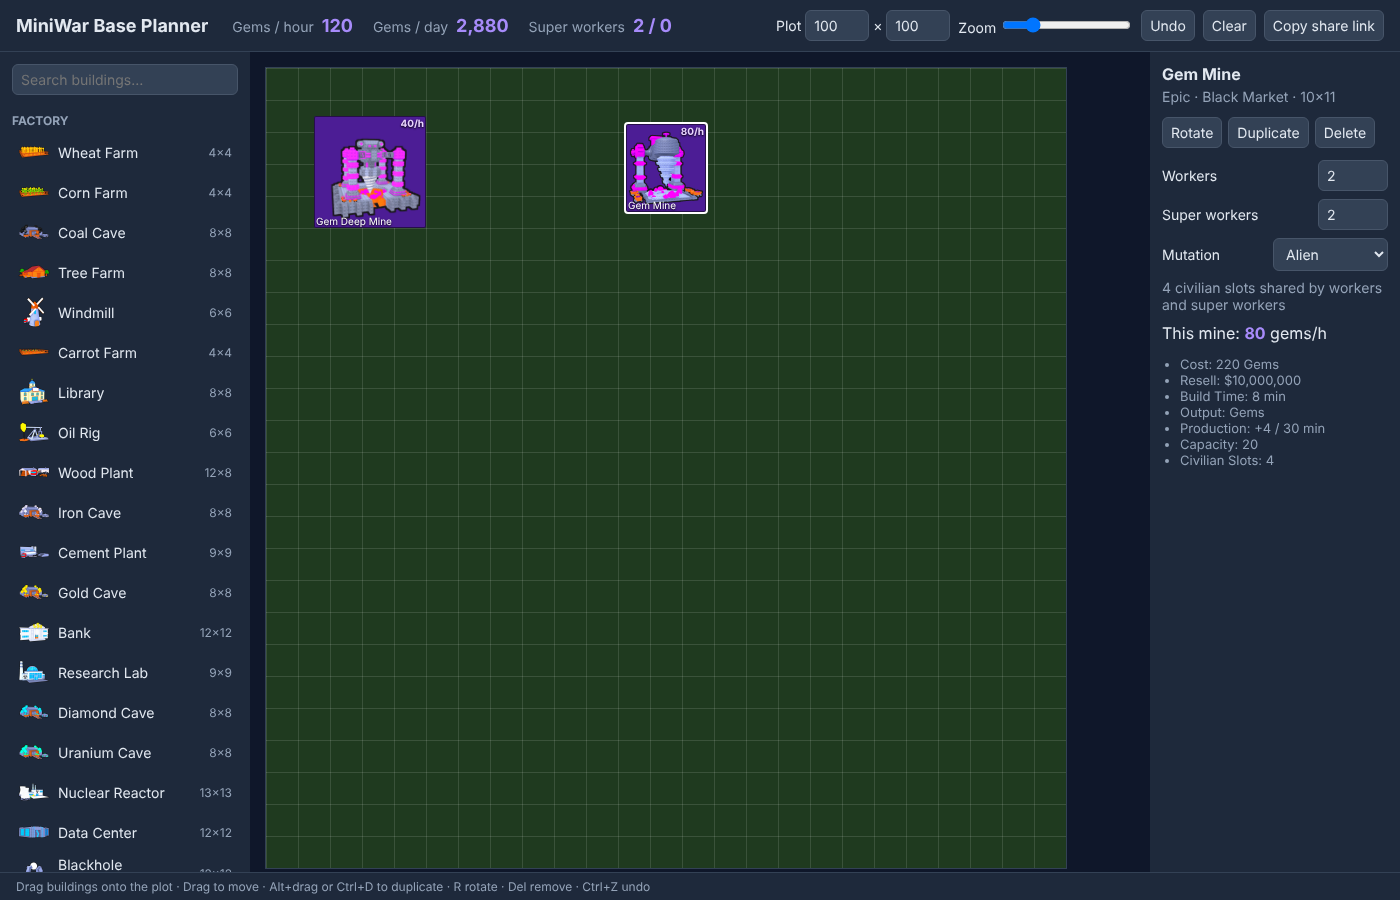 MiniWar Base Planner
Gems / hour 120
Gems / day 2,880
Super workers 2 / 0
Plot 100 × 100
Zoom
Undo
Clear
Copy share link
Search buildings...
FACTORY
Wheat Farm 4×4
Corn Farm 4×4
Coal Cave 8×8
Tree Farm 8×8
Windmill 6×6
Carrot Farm 4×4
Library 8×8
Oil Rig 6×6
Wood Plant 12×8
Iron Cave 8×8
Cement Plant 9×9
Gold Cave 8×8
Bank 12×12
Research Lab 9×9
Diamond Cave 8×8
Uranium Cave 8×8
Nuclear Reactor 13×13
Data Center 12×12
Blackhole
40/h
Gem Deep Mine
80/h
Gem Mine
Gem Mine
Epic · Black Market · 10×11
Rotate
Duplicate
Delete
Workers 2
Super workers 2
Mutation Alien
4 civilian slots shared by workers
and super workers
This mine: 80 gems/h
• Cost: 220 Gems
• Resell: $10,000,000
• Build Time: 8 min
• Output: Gems
• Production: +4 / 30 min
• Capacity: 20
• Civilian Slots: 4
Drag buildings onto the plot · Drag to move · Alt+drag or Ctrl+D to duplicate · R rotate · Del remove · Ctrl+Z undo